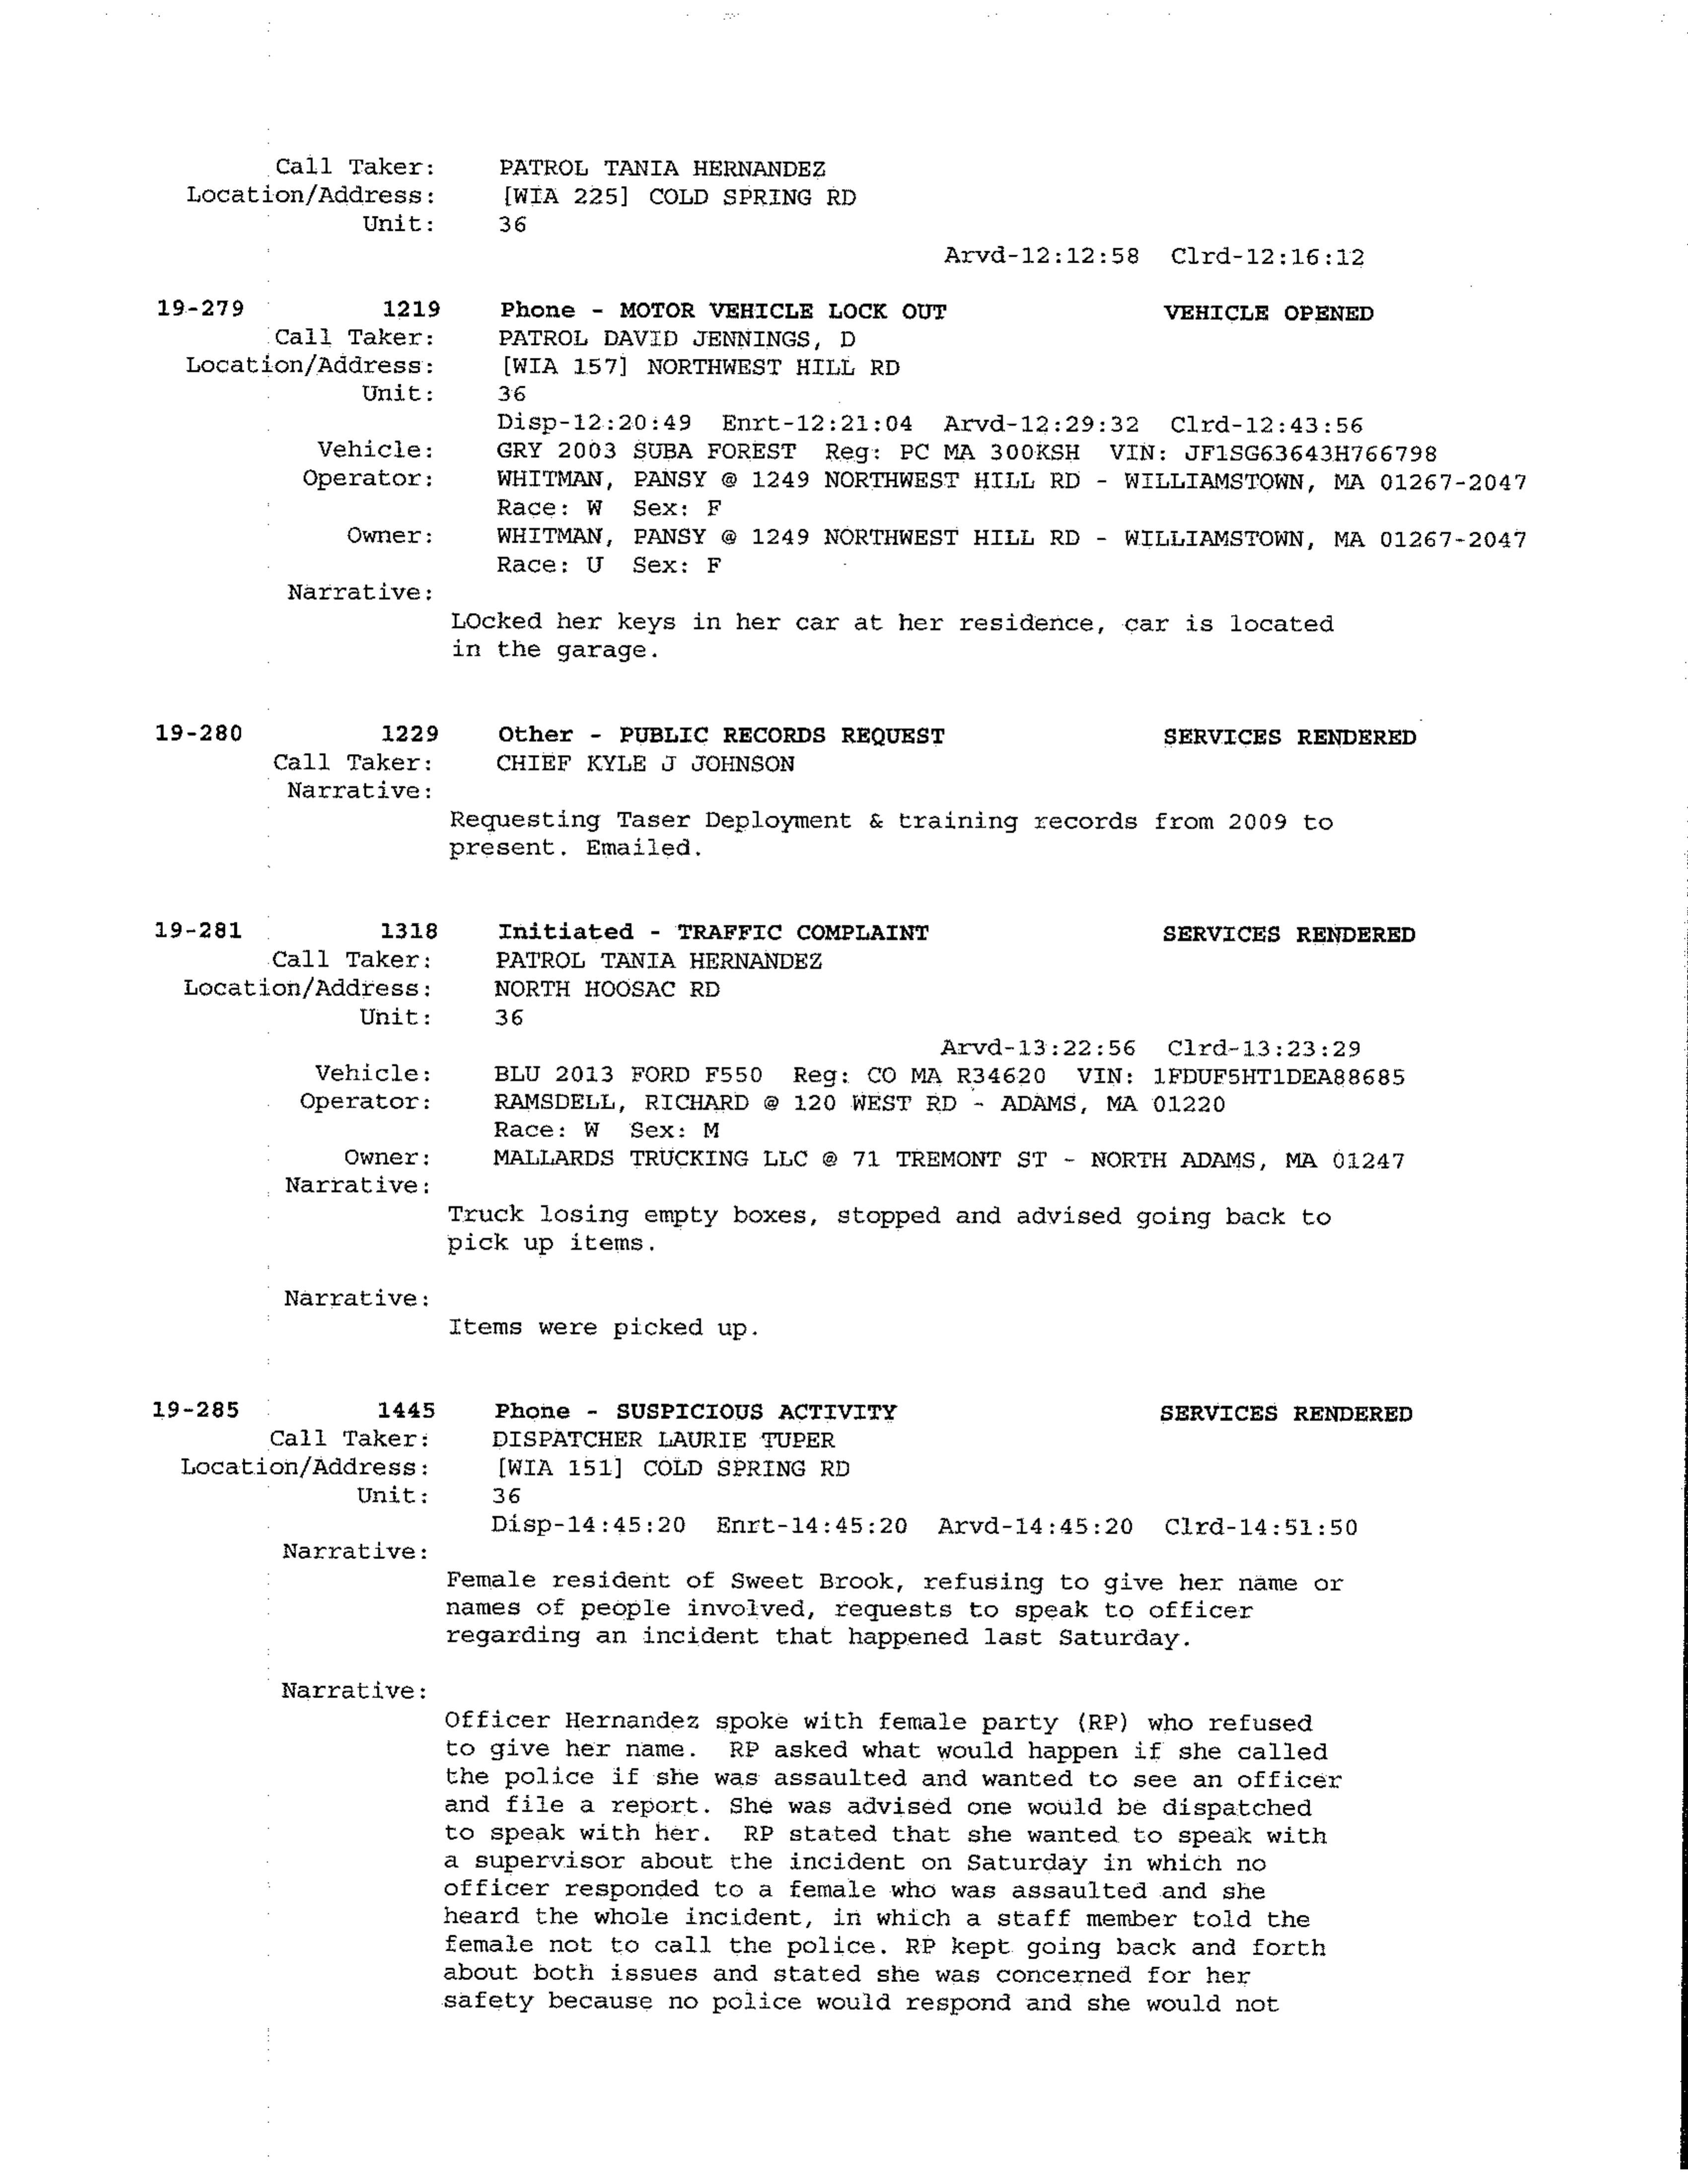 Call Taker: PATROL TANIA HERNANDEZ
Location/Address: [WIA 225] COLD SPRING RD
Unit: 36
Arvd-12:12:58 Clrd-12:16:12
19-279 1219 Phone - MOTOR VEHICLE LOCK OUT VEHICLE OPENED
Call Taker: PATROL DAVID JENNINGS, D
Location/Address: [WIA 157] NORTHWEST HILL RD
Unit: 36
Disp-12:20:49 Enrt-12:21:04 Arvd-12:29:32 Clrd-12:43:56
Vehicle: GRY 2003 SUBA FOREST Reg: PC MA 300KSH VIN: JF1SG63643H766798
Operator: WHITMAN, PANSY @ 1249 NORTHWEST HILL RD - WILLIAMSTOWN, MA 01267-2047
Race: W Sex: F
Owner: WHITMAN, PANSY @ 1249 NORTHWEST HILL RD - WILLIAMSTOWN, MA 01267-2047
Race: U Sex: F
Narrative:
LOcked her keys in her car at her residence, car is located
in the garage.
19-280 1229 Other - PUBLIC RECORDS REQUEST SERVICES RENDERED
Call Taker: CHIEF KYLE J JOHNSON
Narrative:
Requesting Taser Deployment & training records from 2009 to
present. Emailed.
19-281 1318 Initiated - TRAFFIC COMPLAINT SERVICES RENDERED
Call Taker: PATROL TANIA HERNANDEZ
Location/Address: NORTH HOOSAC RD
Unit: 36
Arvd-13:22:56 Clrd-13:23:29
Vehicle: BLU 2013 FORD F550 Reg: CO MA R34620 VIN: 1FDUF5HT1DEA88685
Operator: RAMSDELL, RICHARD @ 120 WEST RD - ADAMS, MA 01220
Race: W Sex: M
Owner: MALLARDS TRUCKING LLC @ 71 TREMONT ST - NORTH ADAMS, MA 01247
Narrative:
Truck losing empty boxes, stopped and advised going back to
pick up items.
Narrative:
Items were picked up.
19-285 1445 Phone - SUSPICIOUS ACTIVITY SERVICES RENDERED
Call Taker: DISPATCHER LAURIE TUPER
Location/Address: [WIA 151] COLD SPRING RD
Unit: 36
Disp-14:45:20 Enrt-14:45:20 Arvd-14:45:20 Clrd-14:51:50
Narrative:
Female resident of Sweet Brook, refusing to give her name or
names of people involved, requests to speak to officer
regarding an incident that happened last Saturday.
Narrative:
Officer Hernandez spoke with female party (RP) who refused
to give her name. RP asked what would happen if she called
the police if she was assaulted and wanted to see an officer
and file a report. She was advised one would be dispatched
to speak with her. RP stated that she wanted to speak with
a supervisor about the incident on Saturday in which no
officer responded to a female who was assaulted and she
heard the whole incident, in which a staff member told the
female not to call the police. RP kept going back and forth
about both issues and stated she was concerned for her
safety because no police would respond and she would not